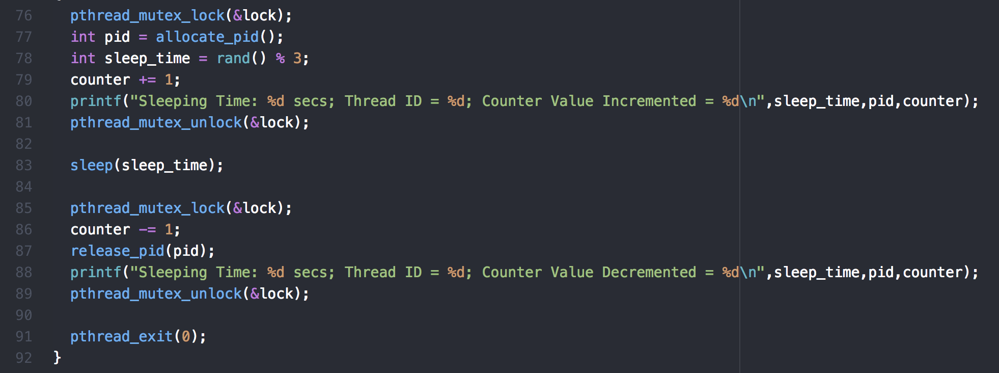 76 pthread_mutex_lock(&lock);
77 int pid = allocate_pid();
78 int sleep_time = rand() % 3;
79 counter += 1;
80 printf("Sleeping Time: %d secs; Thread ID = %d; Counter Value Incremented = %d\n",sleep_time,pid,counter);
81 pthread_mutex_unlock(&lock);
82
83 sleep(sleep_time);
84
85 pthread_mutex_lock(&lock);
86 counter -= 1;
87 release_pid(pid);
88 printf("Sleeping Time: %d secs; Thread ID = %d; Counter Value Decremented = %d\n",sleep_time,pid,counter);
89 pthread_mutex_unlock(&lock);
90
91 pthread_exit(0);
92 }